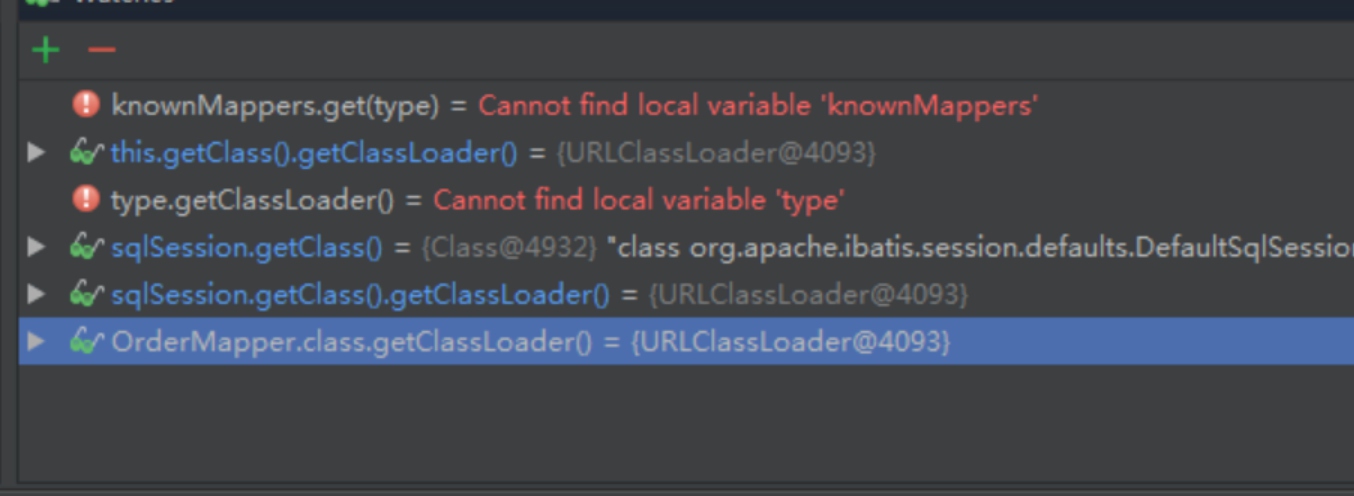 Watches
knownMappers.get(type) = Cannot find local variable 'knownMappers'
this.getClass().getClassLoader() = {URLClassLoader@4093}
type.getClassLoader() = Cannot find local variable 'type'
sqlSession.getClass() = {Class@4932} "class org.apache.ibatis.session.defaults.DefaultSqlSession
sqlSession.getClass().getClassLoader() = {URLClassLoader@4093}
OrderMapper.class.getClassLoader() = {URLClassLoader@4093}